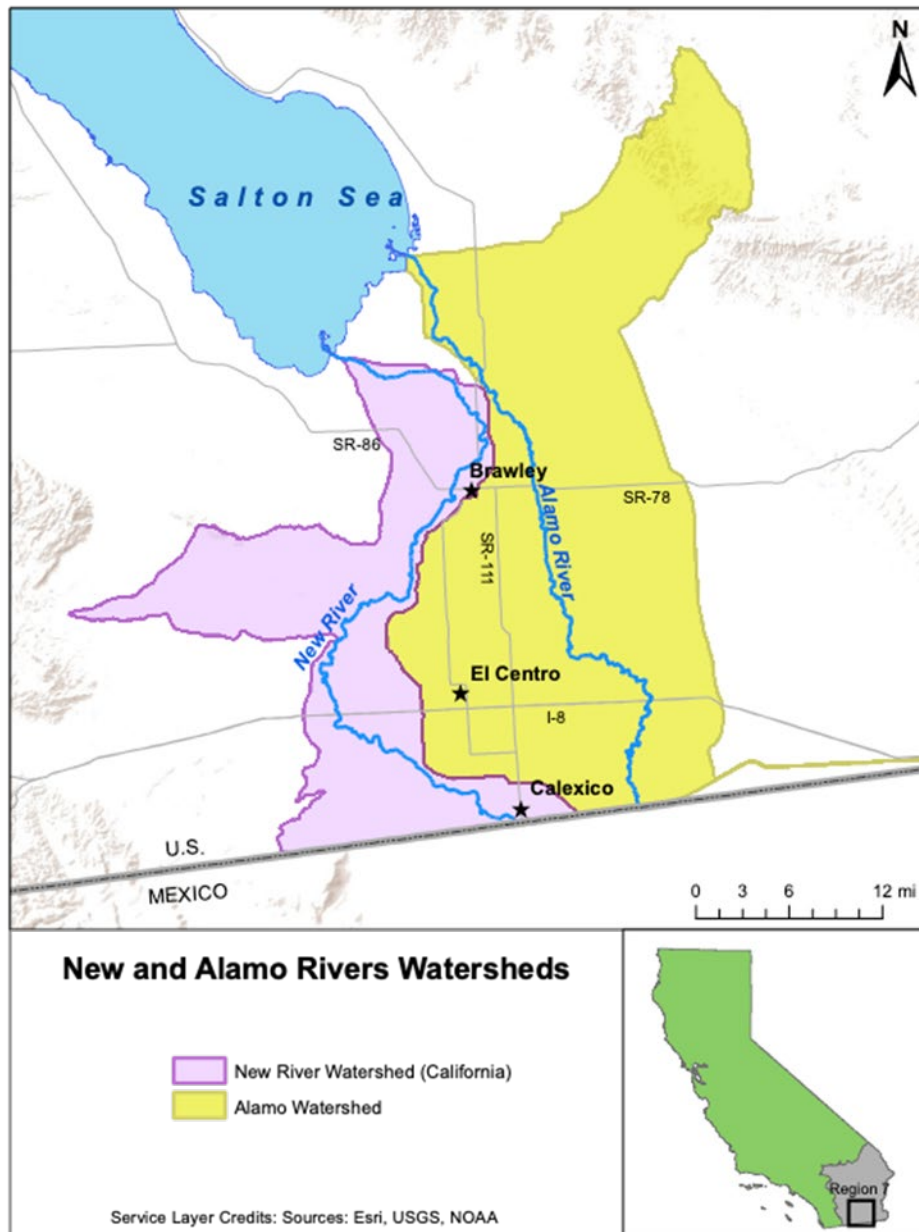 N
Salton Sea
SR-86
Brawley
SR-78
SR-111
Alamo River
New River
El Centro
I-8
Calexico
U.S.
MEXICO
0 3 6 12 mi
New and Alamo Rivers Watersheds
New River Watershed (California)
Alamo Watershed
Region 7
Service Layer Credits: Sources: Esri, USGS, NOAA